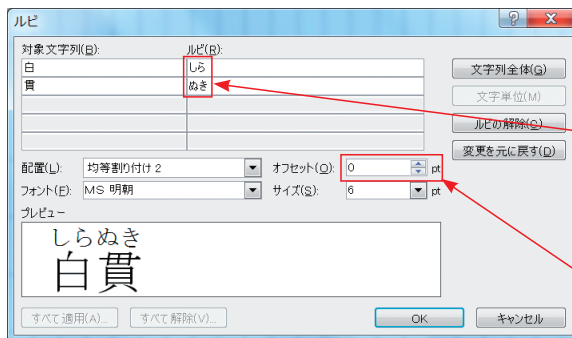 ルビ
対象文字列(B): ルビ(R):
白 しら 文字列全体(G)
貫 ぬき 文字単位(M)
ルビの解除(C)
変更を元に戻す(D)
配置(L): 均等割り付け 2 オフセット(O): 0 pt
フォント(F): MS 明朝 サイズ(S): 6 pt
プレビュー
しらぬき
白貫
すべて適用(A)... すべて解除(V)... OK キャンセル